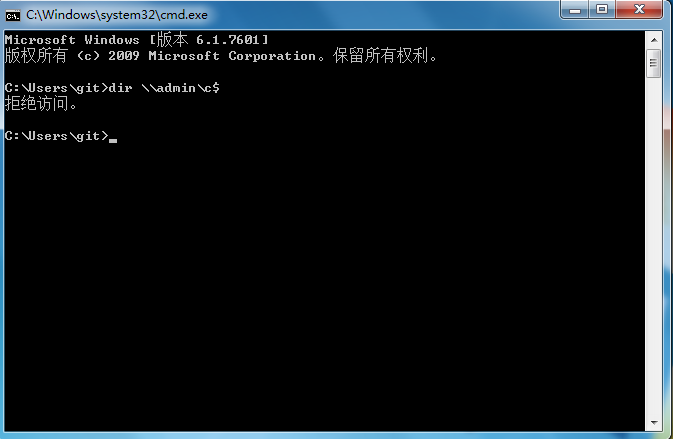 C:\Windows\system32\cmd.exe
Microsoft Windows [版本 6.1.7601]
版权所有 (c) 2009 Microsoft Corporation。保留所有权利。
C:\Users\git>dir \\admin\c$
拒绝访问。
C:\Users\git>